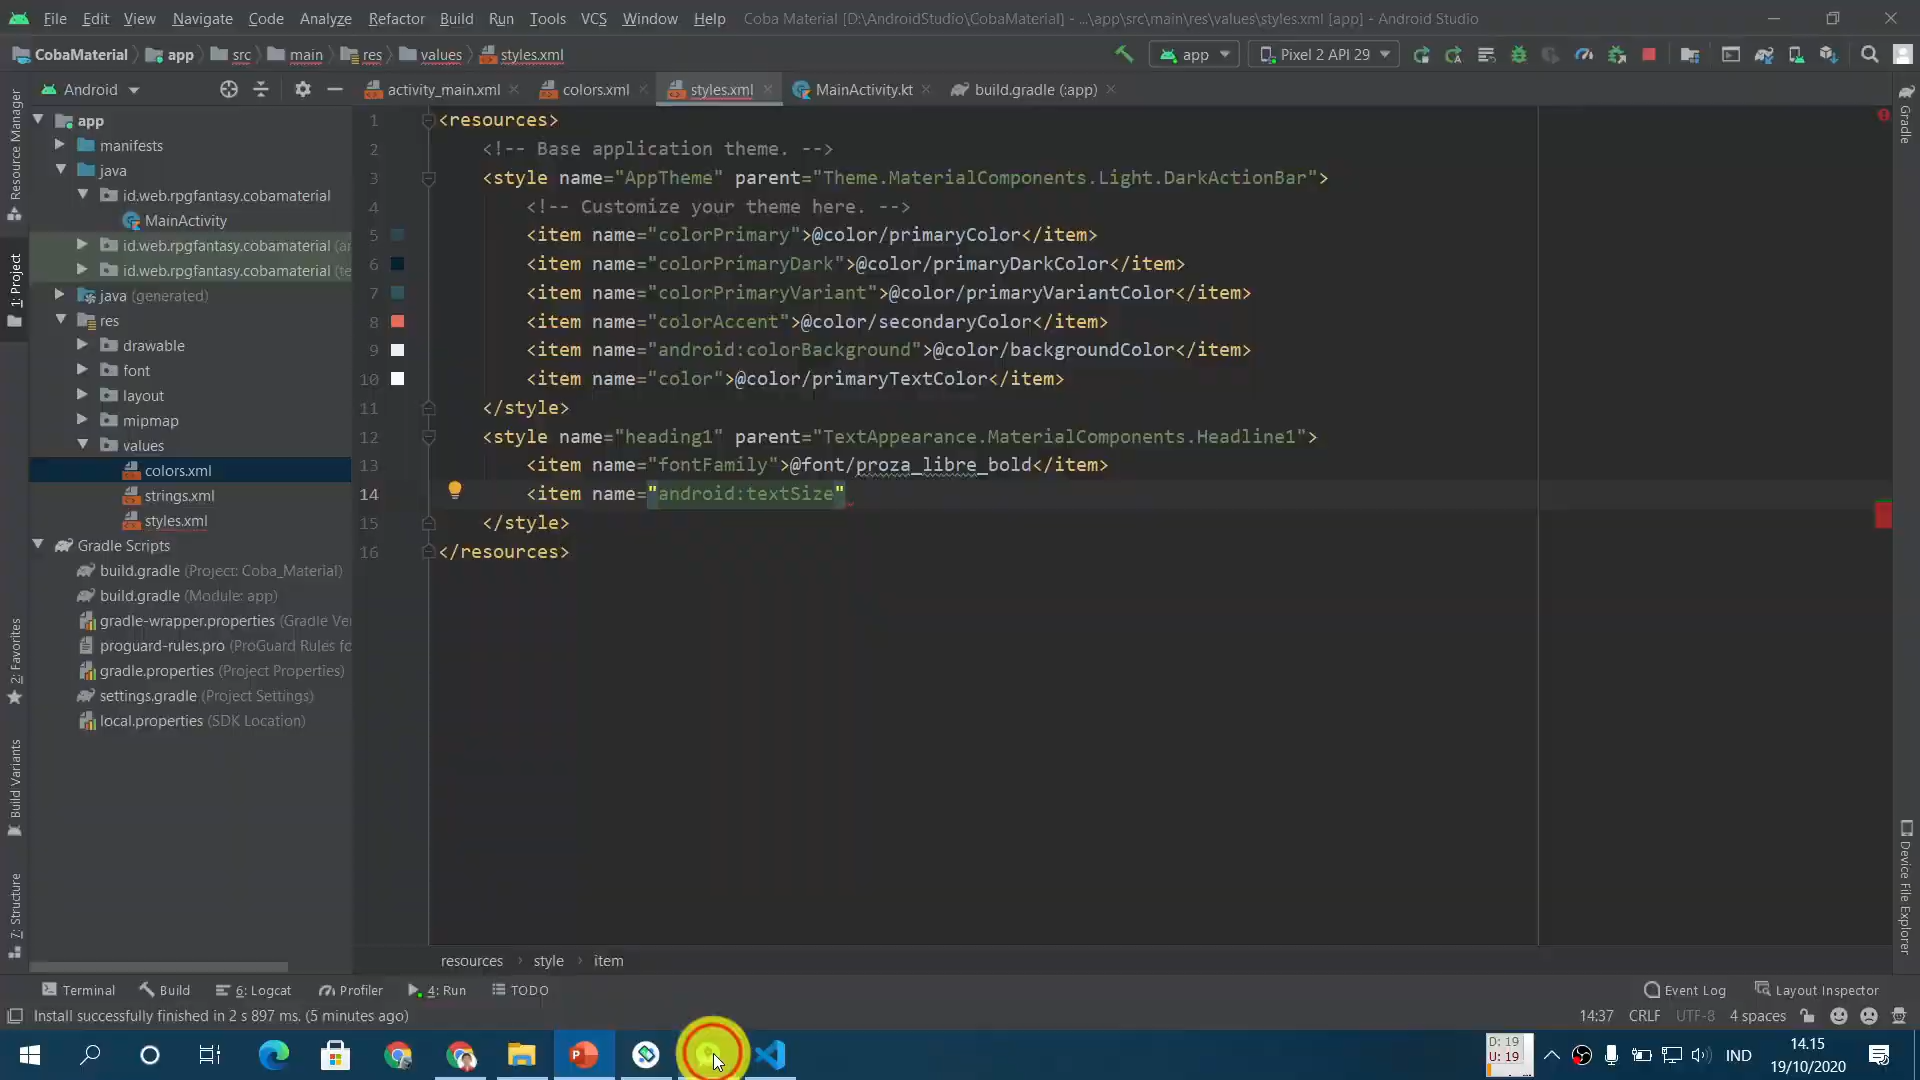 File Edit View Navigate Code Analyze Refactor Build Run Tools VCS Window Help Coba Material [D:\AndroidStudio\CobaMaterial] - ...\app\src\main\res\values\styles.xml [app] - Android Studio
CobaMaterial app src main res values styles.xml app Pixel 2 API 29
Android activity_main.xml colors.xml styles.xml MainActivity.kt build.gradle (:app)
Resource Manager
1: Project
2: Favorites
Build Variants
7: Structure
app
manifests
java
id.web.rpgfantasy.cobamaterial
MainActivity
id.web.rpgfantasy.cobamaterial (ar
id.web.rpgfantasy.cobamaterial (te
java (generated)
res
drawable
font
layout
mipmap
values
colors.xml
strings.xml
styles.xml
Gradle Scripts
build.gradle (Project: Coba_Material)
build.gradle (Module: app)
gradle-wrapper.properties (Gradle Ve
proguard-rules.pro (ProGuard Rules fo
gradle.properties (Project Properties)
settings.gradle (Project Settings)
local.properties (SDK Location)
1 <resources>
2 <!-- Base application theme. -->
3 <style name="AppTheme" parent="Theme.MaterialComponents.Light.DarkActionBar">
4 <!-- Customize your theme here. -->
5 <item name="colorPrimary">@color/primaryColor</item>
6 <item name="colorPrimaryDark">@color/primaryDarkColor</item>
7 <item name="colorPrimaryVariant">@color/primaryVariantColor</item>
8 <item name="colorAccent">@color/secondaryColor</item>
9 <item name="android:colorBackground">@color/backgroundColor</item>
10 <item name="color">@color/primaryTextColor</item>
11 </style>
12 <style name="heading1" parent="TextAppearance.MaterialComponents.Headline1">
13 <item name="fontFamily">@font/proza_libre_bold</item>
14 <item name="android:textSize"
15 </style>
16 </resources>
Gradle
Device File Explorer
resources style item
Terminal Build 6: Logcat Profiler 4: Run TODO Event Log Layout Inspector
Install successfully finished in 2 s 897 ms. (5 minutes ago) 14:37 CRLF UTF-8 4 spaces
D: 19
U: 19
IND
14.15
19/10/2020